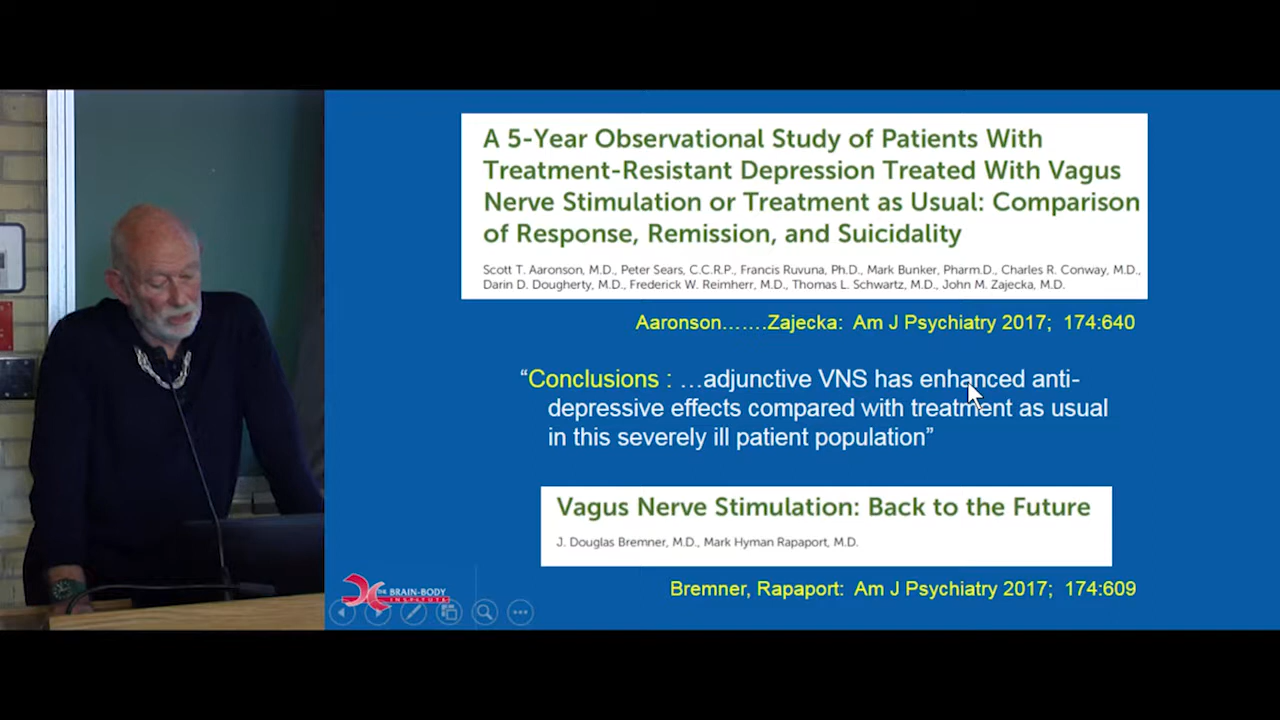 A 5-Year Observational Study of Patients With
Treatment-Resistant Depression Treated With Vagus
Nerve Stimulation or Treatment as Usual: Comparison
of Response, Remission, and Suicidality
Scott T. Aaronson, M.D., Peter Sears, C.C.R.P., Francis Ruvuna, Ph.D., Mark Bunker, Pharm.D., Charles R. Conway, M.D.,
Darin D. Dougherty, M.D., Frederick W. Reimherr, M.D., Thomas L. Schwartz, M.D., John M. Zajecka, M.D.
Aaronson…….Zajecka: Am J Psychiatry 2017; 174:640
“Conclusions : …adjunctive VNS has enhanced anti-
depressive effects compared with treatment as usual
in this severely ill patient population”
Vagus Nerve Stimulation: Back to the Future
J. Douglas Bremner, M.D., Mark Hyman Rapaport, M.D.
Bremner, Rapaport: Am J Psychiatry 2017; 174:609
THE BRAIN-BODY
INSTITUTE